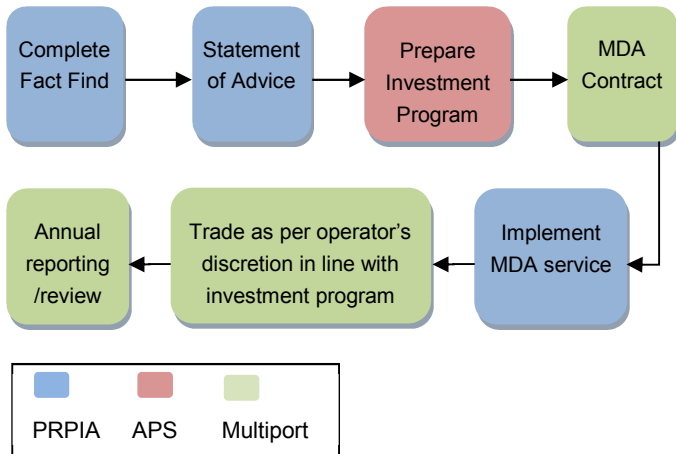 Complete
Fact Find
Statement
of Advice
Prepare
Investment
Program
MDA
Contract
Implement
MDA service
Trade as per operator’s
discretion in line with
investment program
Annual
reporting
/review
PRPIA
APS
Multiport